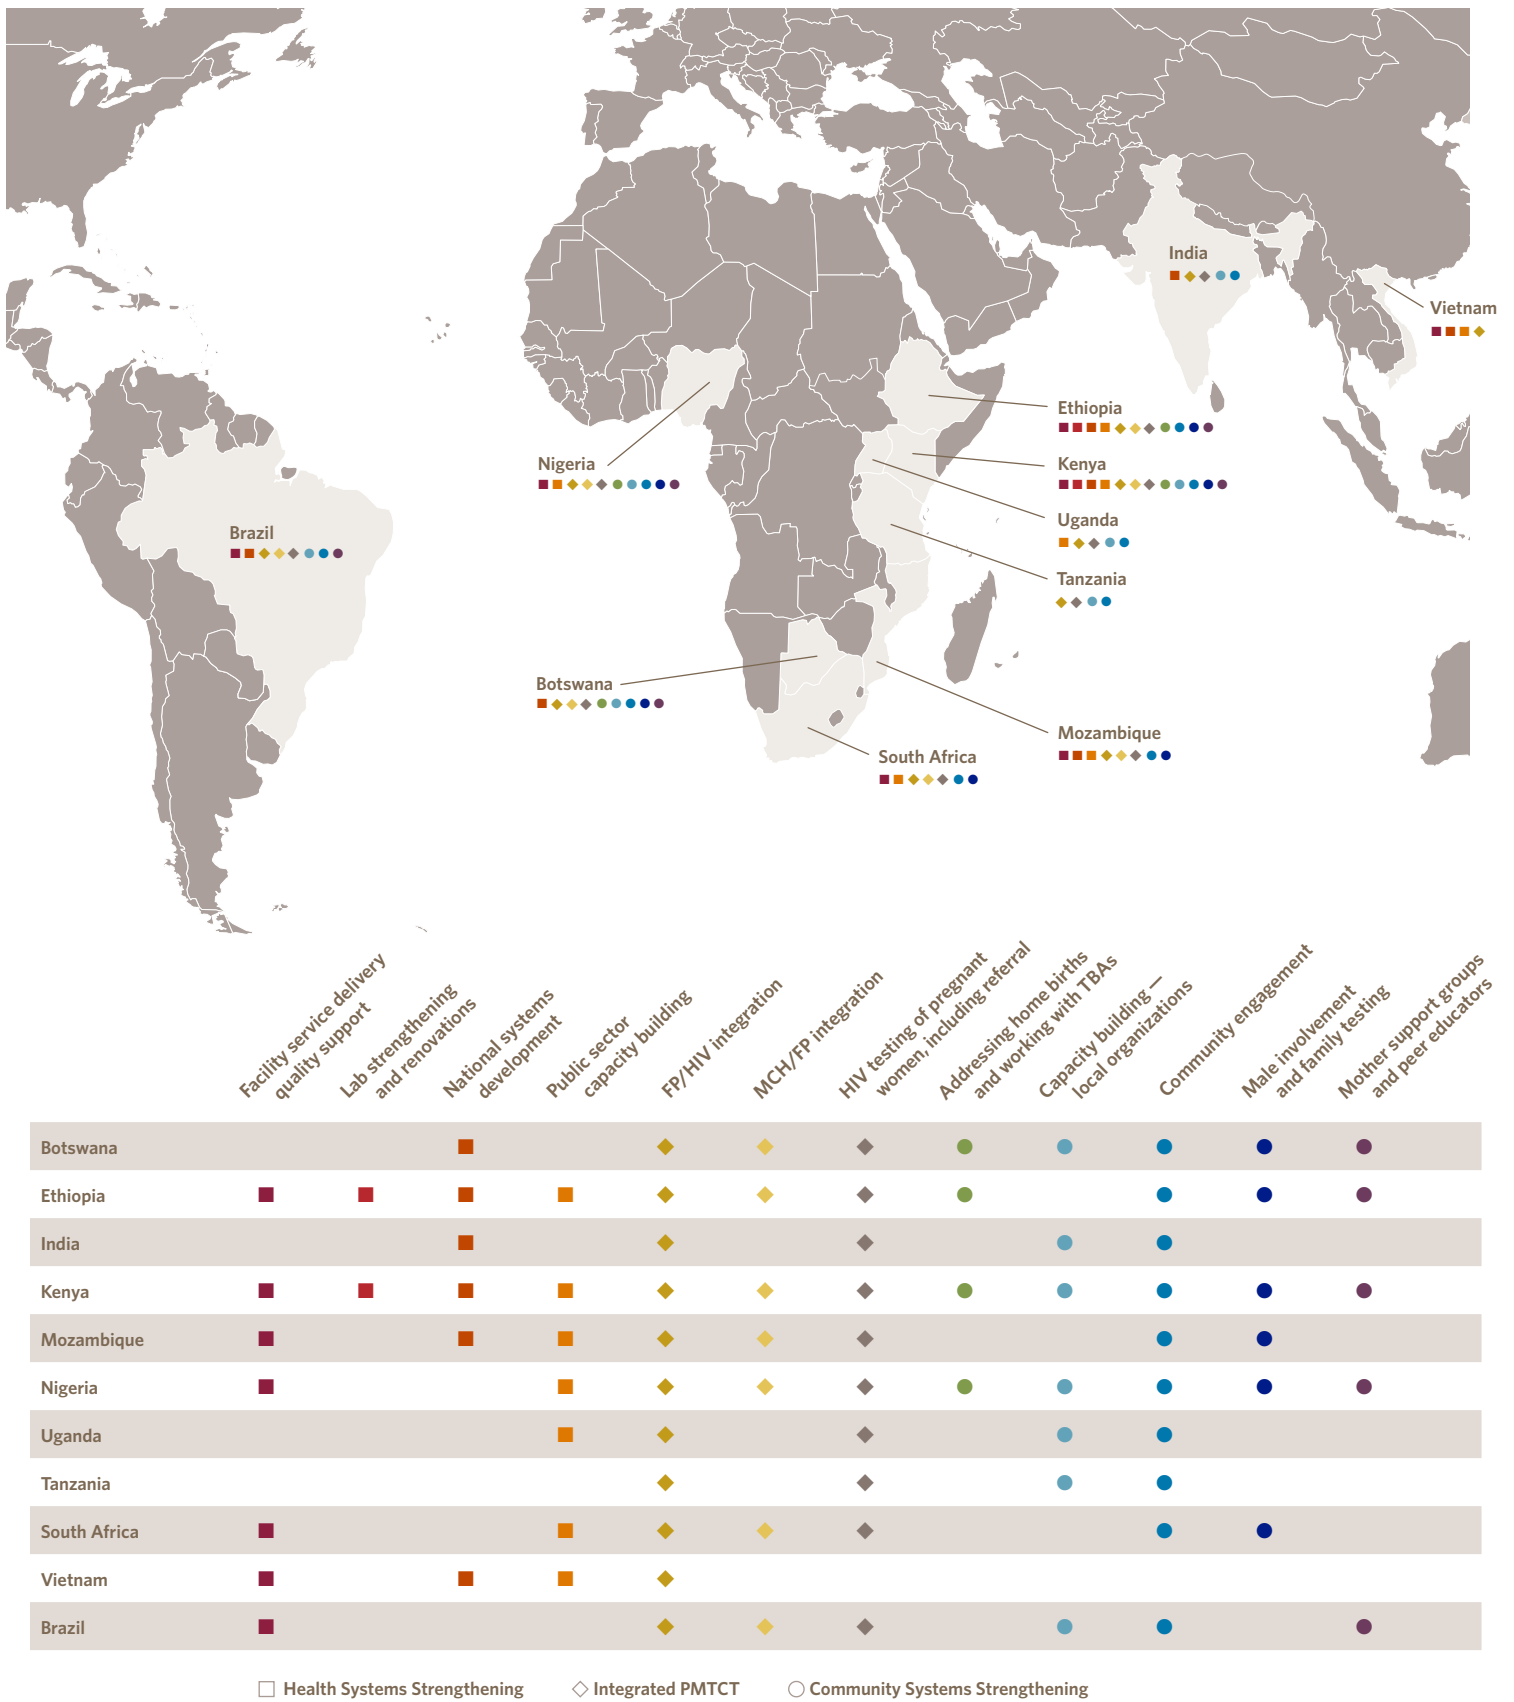 India
Vietnam
Ethiopia
Nigeria
Kenya
Uganda
Brazil
Tanzania
Botswana
Mozambique
South Africa
Facility service delivery
quality support
Lab strengthening
and renovations
National systems
development
Public sector
capacity building
FP/HIV integration
MCH/FP integration
HIV testing of pregnant
women, including referral
Addressing home births
and working with TBAs
Capacity building —
local organizations
Community engagement
Male involvement
and family testing
Mother support groups
and peer educators
Botswana
Ethiopia
India
Kenya
Mozambique
Nigeria
Uganda
Tanzania
South Africa
Vietnam
Brazil
Health Systems Strengthening Integrated PMTCT Community Systems Strengthening